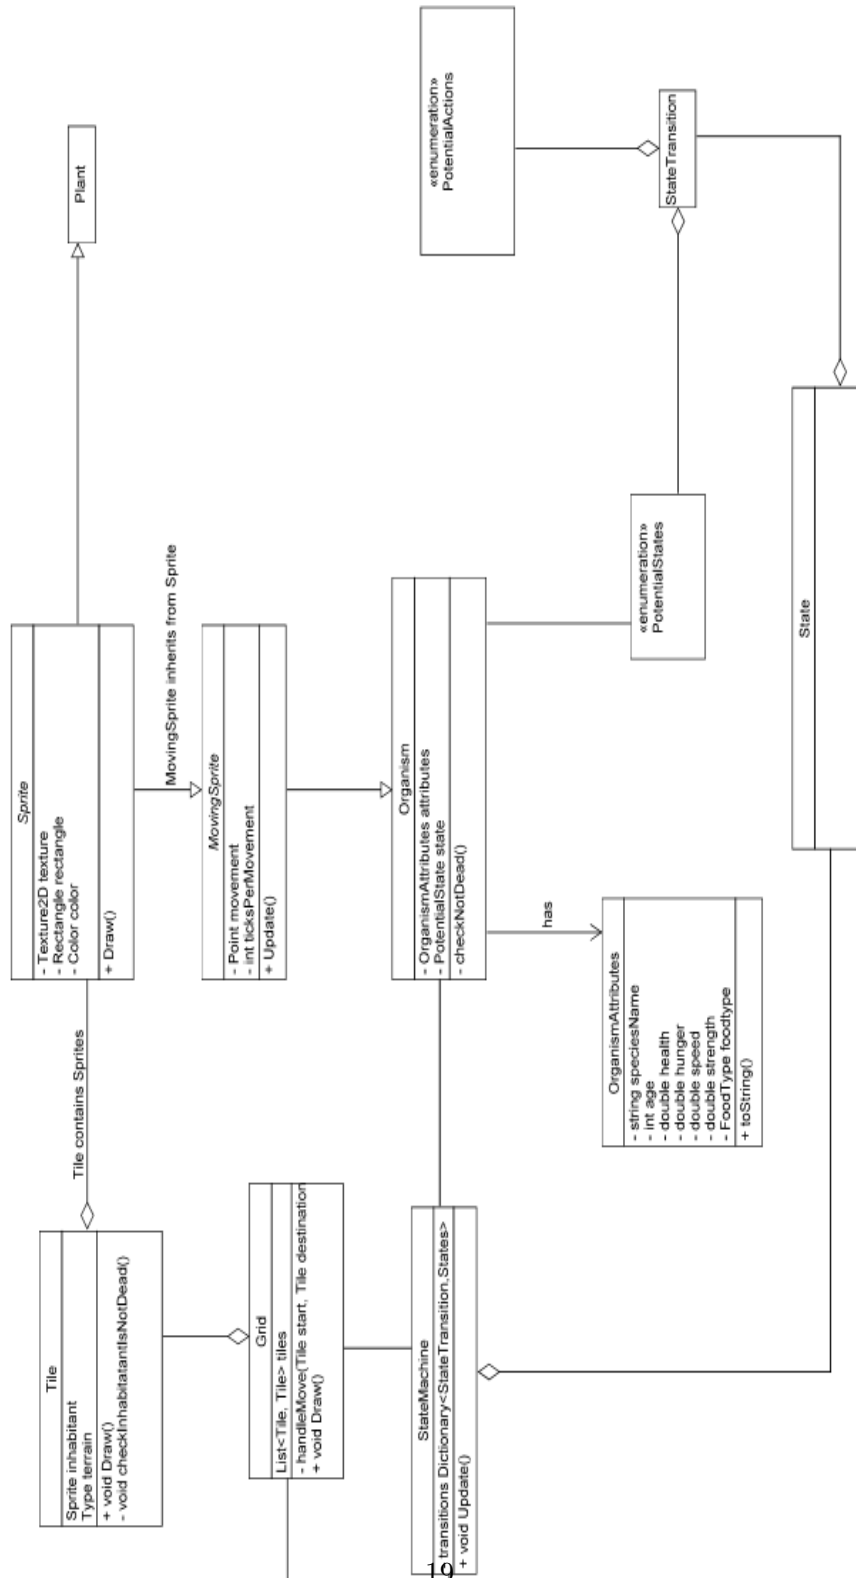 Tile
Sprite inhabitant
Type terrain
+ void Draw()
- void checkInhabitatantIsNotDead()
Tile contains Sprites
Sprite
- Texture2D texture
- Rectangle rectangle
- Color color
+ Draw()
Plant
MovingSprite inherits from Sprite
MovingSprite
- Point movement
- int ticksPerMovement
+ Update()
Grid
List<Tile, Tile> tiles
- handleMove(Tile start, Tile destination
+ void Draw()
Organism
- OrganismAttributes attributes
- PotentialState state
- checkNotDead()
«enumeration»
PotentialActions
StateMachine
- transitions Dictionary<StateTransition,States>
+ void Update()
has
OrganismAttributes
- string speciesName
- int age
- double health
- double hunger
- double speed
- double strength
- FoodType foodtype
+ toString()
«enumeration»
PotentialStates
StateTransition
State
19